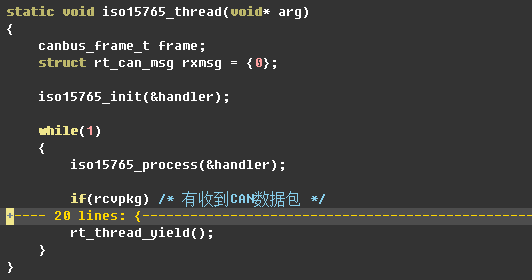 static void iso15765_thread(void* arg)
{
    canbus_frame_t frame;
    struct rt_can_msg rxmsg = {0};

    iso15765_init(&handler);

    while(1)
    {
        iso15765_process(&handler);

        if(rcvpkg) /* 有收到CAN数据包 */
+---- 20 lines: {----------------------------------------
        rt_thread_yield();
    }
}